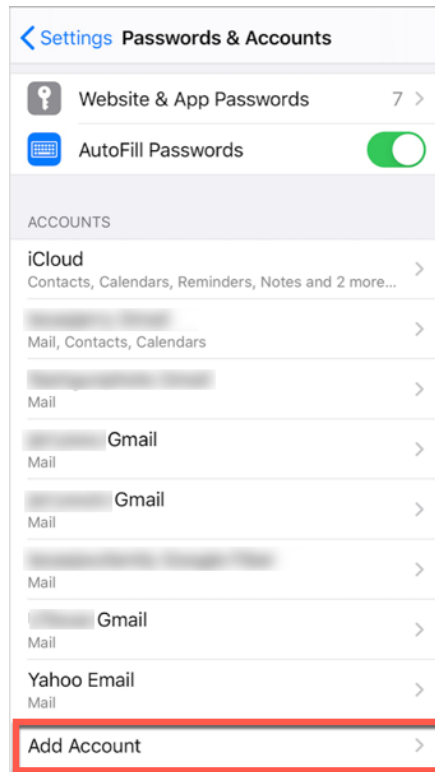 Settings Passwords & Accounts
Website & App Passwords 7
AutoFill Passwords
ACCOUNTS
iCloud
Contacts, Calendars, Reminders, Notes and 2 more...
Mail, Contacts, Calendars
Mail
Gmail
Mail
Gmail
Mail
Mail
Gmail
Mail
Yahoo Email
Mail
Add Account